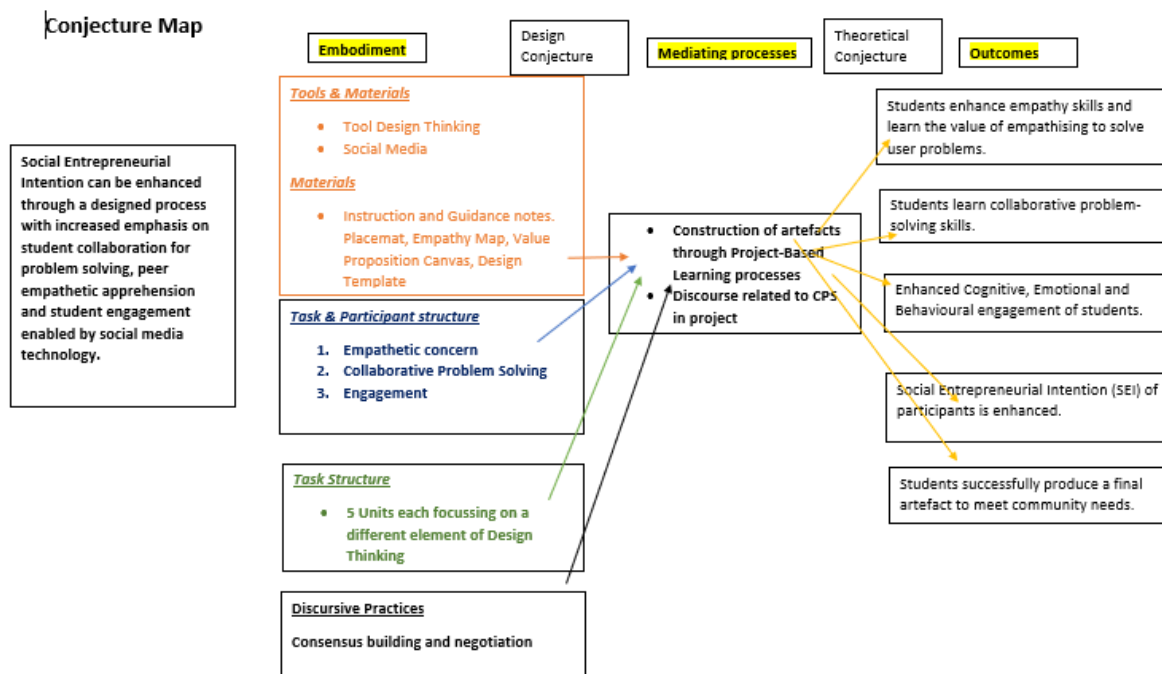 Conjecture Map
Embodiment
Design
Conjecture
Mediating processes
Theoretical
Conjecture
Outcomes
Social Entrepreneurial
Intention can be enhanced
through a designed process
with increased emphasis on
student collaboration for
problem solving, peer
empathetic apprehension
and student engagement
enabled by social media
technology.
Tools & Materials
• Tool Design Thinking
• Social Media
Materials
• Instruction and Guidance notes.
Placemat, Empathy Map, Value
Proposition Canvas, Design
Template
Task & Participant structure
1. Empathetic concern
2. Collaborative Problem Solving
3. Engagement
Task Structure
• 5 Units each focussing on a
different element of Design
Thinking
Discursive Practices
Consensus building and negotiation
• Construction of artefacts
through Project-Based
Learning processes
• Discourse related to CPS
in project
Students enhance empathy skills and
learn the value of empathising to solve
user problems.
Students learn collaborative problem-
solving skills.
Enhanced Cognitive, Emotional and
Behavioural engagement of students.
Social Entrepreneurial Intention (SEI) of
participants is enhanced.
Students successfully produce a final
artefact to meet community needs.